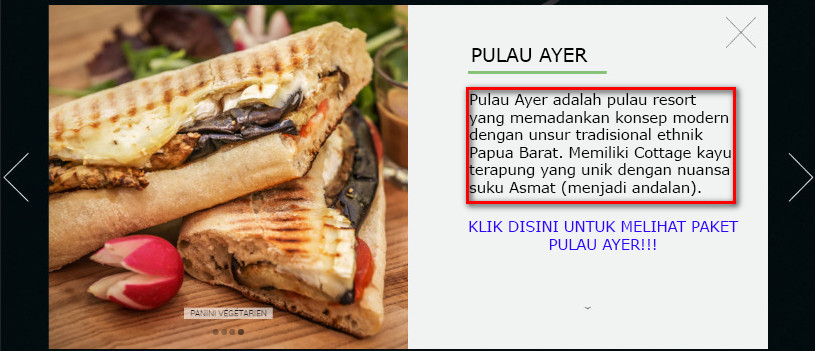 PULAU AYER
Pulau Ayer adalah pulau resort
yang memadankan konsep modern
dengan unsur tradisional ethnik
Papua Barat. Memiliki Cottage kayu
terapung yang unik dengan nuansa
suku Asmat (menjadi andalan).
KLIK DISINI UNTUK MELIHAT PAKET
PULAU AYER!!!
PANINI VÉGÉTARIEN